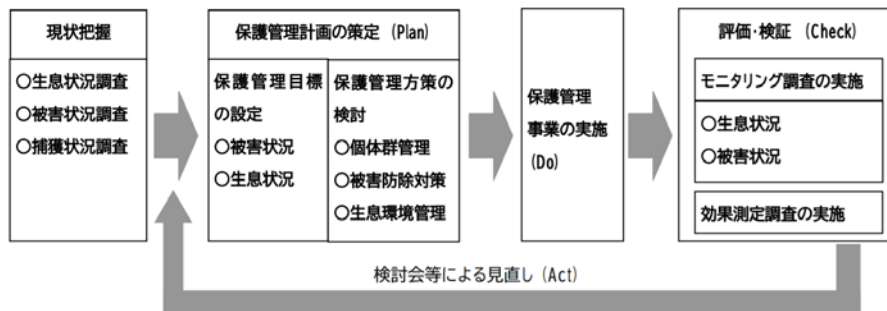 現状把握
○生息状況調査
○被害状況調査
○捕獲状況調査
保護管理計画の策定 (Plan)
保護管理目標
の設定
○被害状況
○生息状況
保護管理方策の
検討
○個体群管理
○被害防除対策
○生息環境管理
保護管理
事業の実施
(Do)
評価・検証 (Check)
モニタリング調査の実施
○生息状況
○被害状況
効果測定調査の実施
検討会等による見直し (Act)